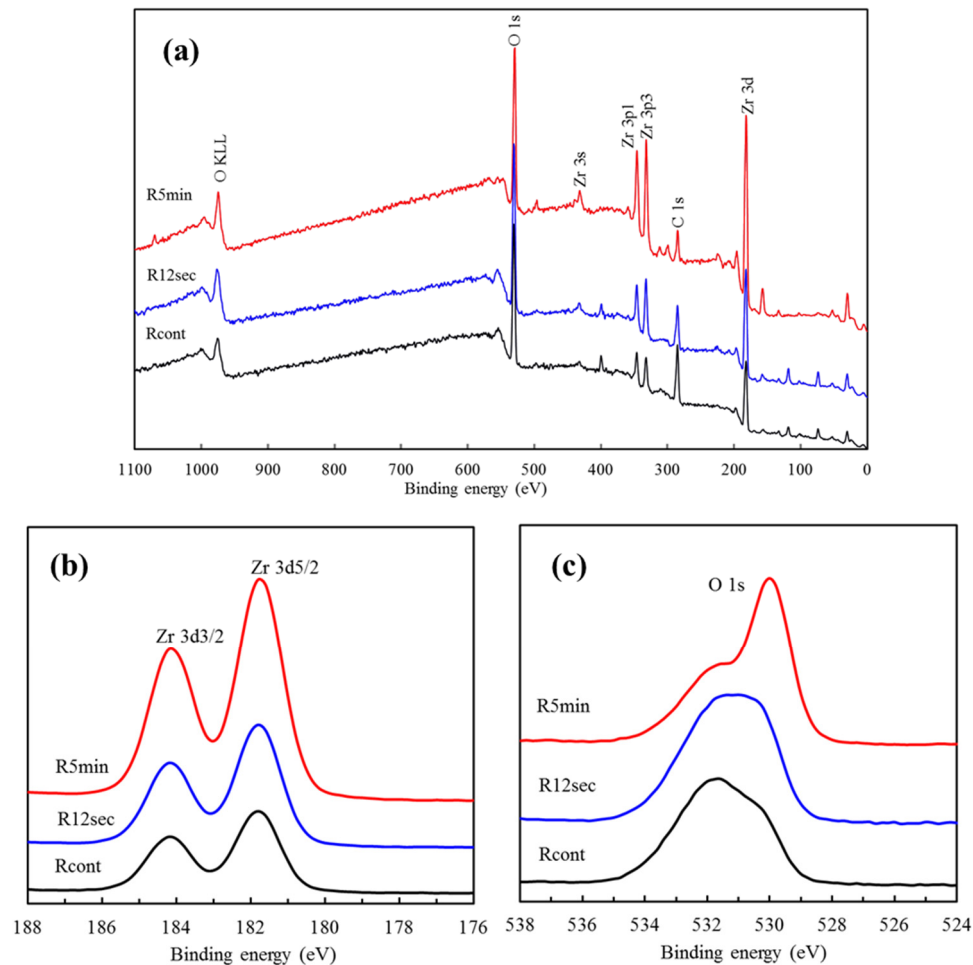 (a)
O KLL
O 1s
Zr 3s
Zr 3p1
Zr 3p3
C 1s
Zr 3d
R5min
R12sec
Rcont
1100 1000 900 800 700 600 500 400 300 200 100 0
Binding energy (eV)
(b)
Zr 3d5/2
Zr 3d3/2
R5min
R12sec
Rcont
188 186 184 182 180 178 176
Binding energy (eV)
(c)
O 1s
R5min
R12sec
Rcont
538 536 534 532 530 528 526 524
Binding energy (eV)